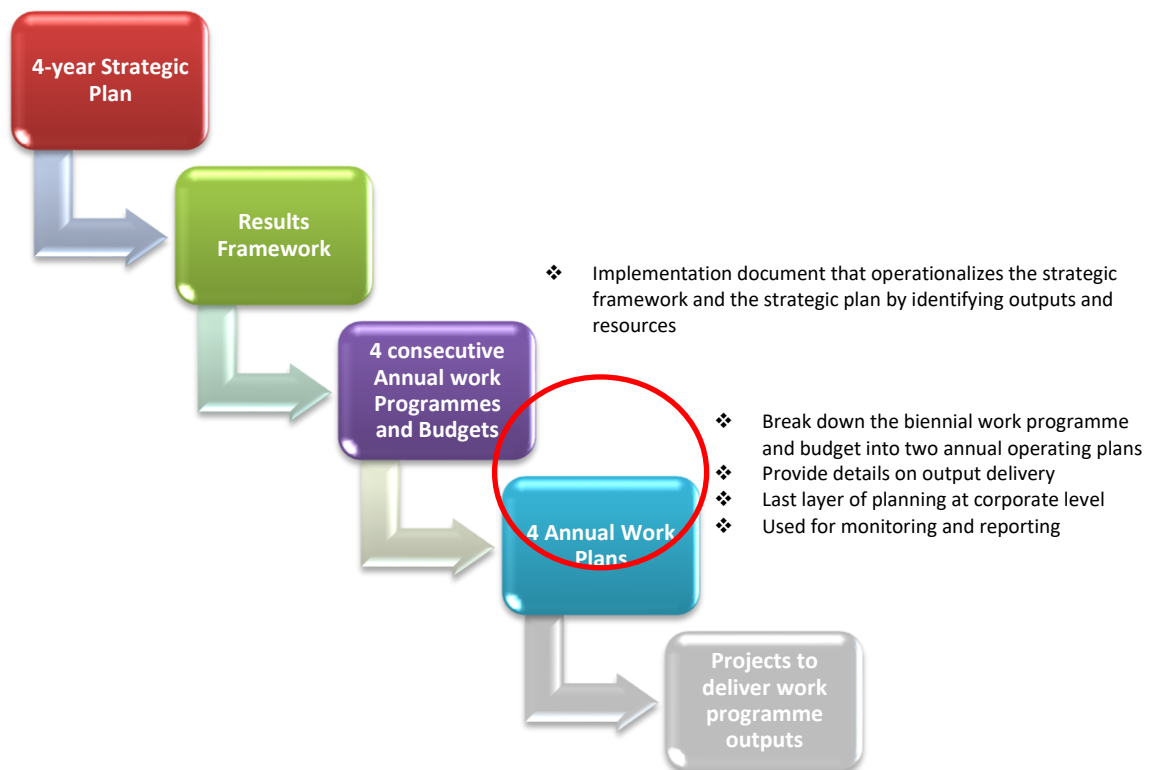 4-year Strategic
Plan
Results
Framework
❖ Implementation document that operationalizes the strategic
framework and the strategic plan by identifying outputs and
resources
4 consecutive
Annual work
Programmes
and Budgets
❖ Break down the biennial work programme
and budget into two annual operating plans
❖ Provide details on output delivery
❖ Last layer of planning at corporate level
❖ Used for monitoring and reporting
4 Annual Work
Plans
Projects to
deliver work
programme
outputs